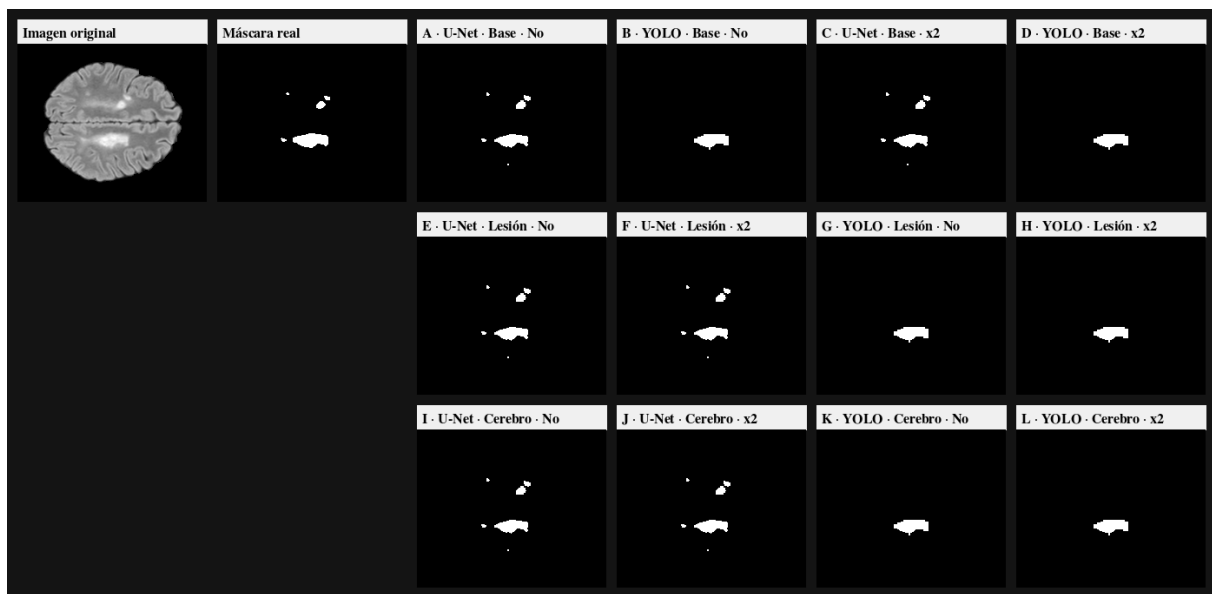 Imagen original
Máscara real
A · U-Net · Base · No
B · YOLO · Base · No
C · U-Net · Base · x2
D · YOLO · Base · x2
E · U-Net · Lesión · No
F · U-Net · Lesión · x2
G · YOLO · Lesión · No
H · YOLO · Lesión · x2
I · U-Net · Cerebro · No
J · U-Net · Cerebro · x2
K · YOLO · Cerebro · No
L · YOLO · Cerebro · x2